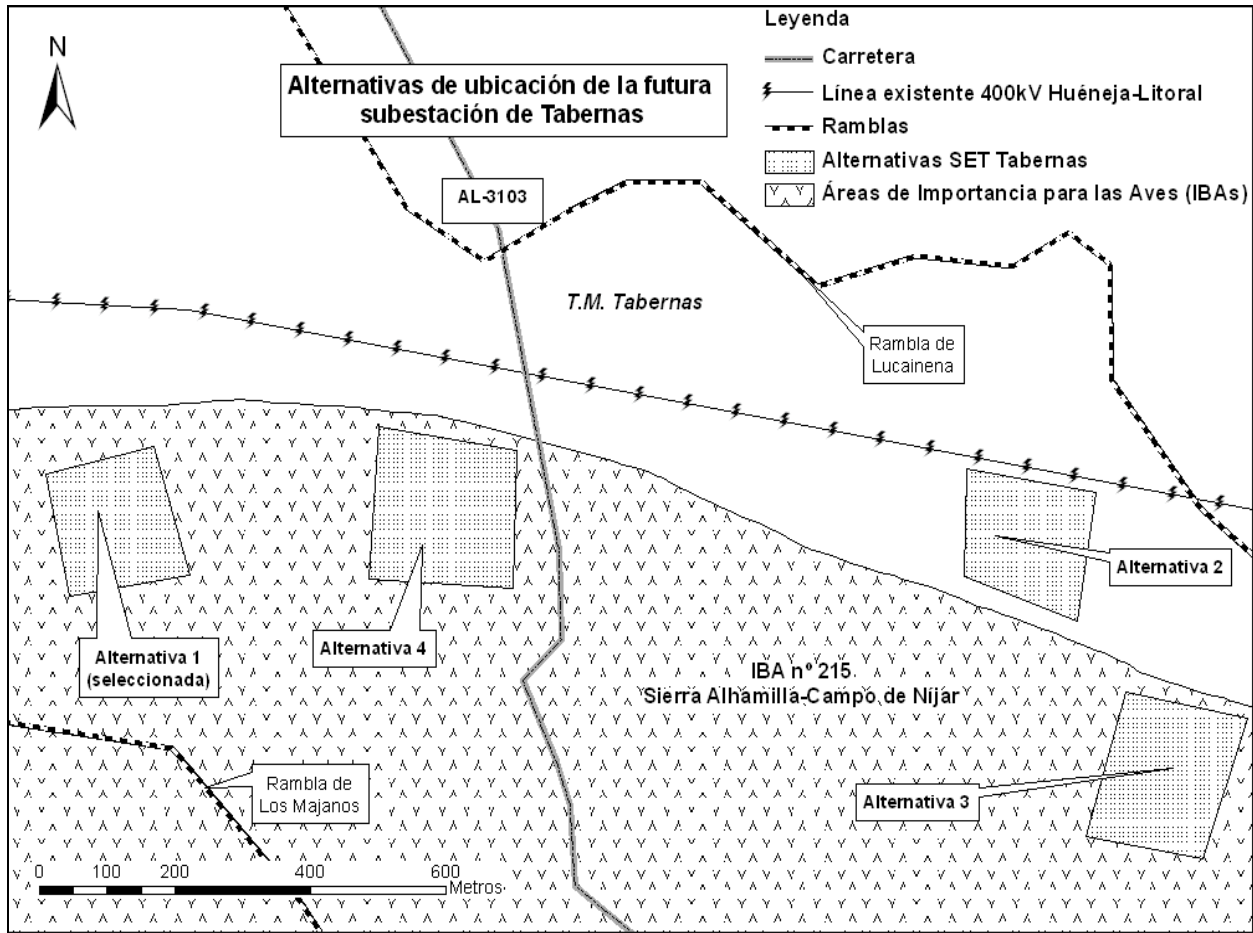 N
Alternativas de ubicación de la futura
subestación de Tabernas
Leyenda
Carretera
Línea existente 400kV Huéneja-Litoral
Ramblas
Alternativas SET Tabernas
Áreas de Importancia para las Aves (IBAs)
AL-3103
T.M. Tabernas
Rambla de
Lucainena
Alternativa 2
Alternativa 1
(seleccionada)
Alternativa 4
IBA nº 215
Sierra Alhamilla-Campo de Níjar
Rambla de
Los Majanos
Alternativa 3
0 100 200 400 600
Metros